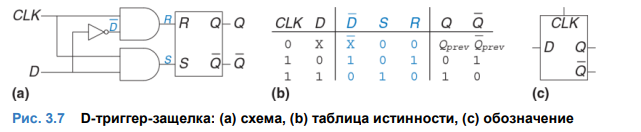 CLK
D
D̅
R
S
R Q Q
S Q̅ Q̅
(a)
CLK D D̅ S R Q Q̅
0 X X̅ 0 0 Qprev Q̅prev
1 0 1 0 1 0 1
1 1 0 1 0 1 0
(b)
CLK
D Q
Q̅
(c)
Рис. 3.7 D-триггер-защелка: (a) схема, (b) таблица истинности, (c) обозначение